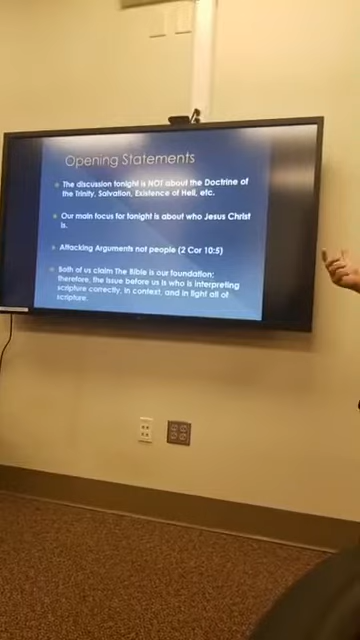 Opening Statements
The discussion tonight is NOT about the Doctrine of
the Trinity, Salvation, Existence of Hell, etc.
Our main focus for tonight is about who Jesus Christ
is.
Attacking Arguments not people (2 Cor 10:5)
Both of us claim The Bible is our foundation;
therefore, the issue before us is who is interpreting
scripture correctly, in context, and in light all of
scripture.